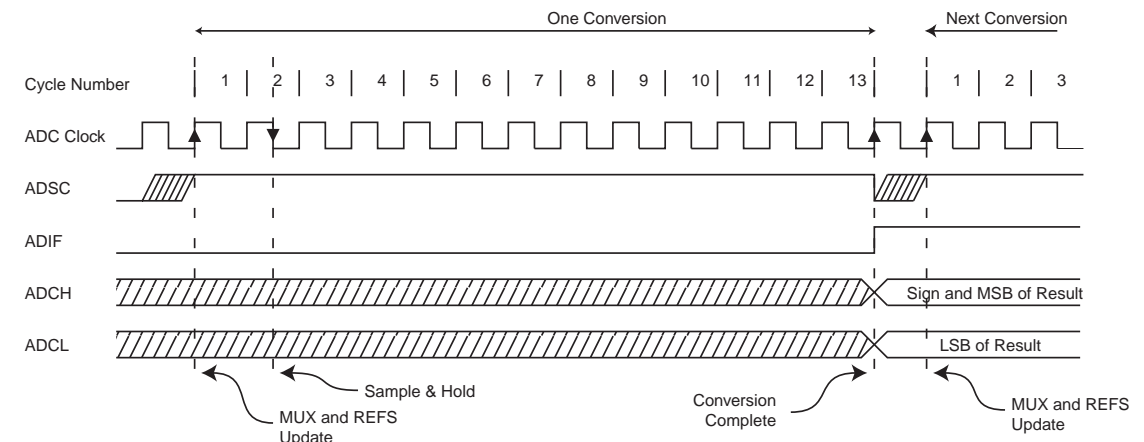 One Conversion
Next Conversion
Cycle Number
1 2 3 4 5 6 7 8 9 10 11 12 13 1 2 3
ADC Clock
ADSC
ADIF
ADCH
Sign and MSB of Result
ADCL
LSB of Result
Sample & Hold
MUX and REFS
Update
Conversion
Complete
MUX and REFS
Update